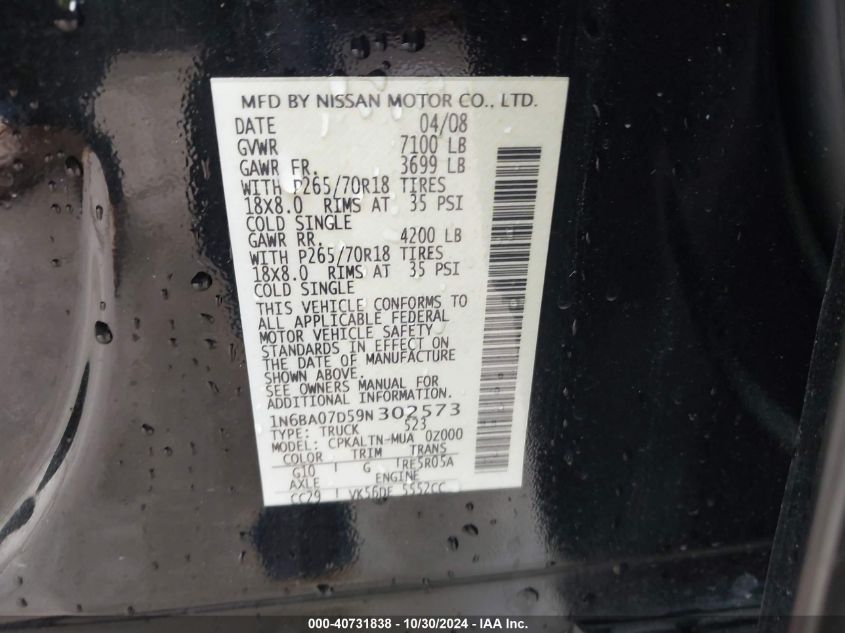 MFD BY NISSAN MOTOR CO., LTD.
DATE 04/08
GVWR 7100 LB
GAWR FR. 3699 LB
WITH P265/70R18 TIRES
18X8.0 RIMS AT 35 PSI
COLD SINGLE
GAWR RR. 4200 LB
WITH P265/70R18 TIRES
18X8.0 RIMS AT 35 PSI
COLD SINGLE
THIS VEHICLE CONFORMS TO
ALL APPLICABLE FEDERAL
MOTOR VEHICLE SAFETY
STANDARDS IN EFFECT ON
THE DATE OF MANUFACTURE
SHOWN ABOVE.
SEE OWNERS MANUAL FOR
ADDITIONAL INFORMATION.
1N6BA07D59N302573
TYPE: TRUCK 523
MODEL: CPKALTN-MUA 0Z000
COLOR TRIM TRANS
G10 G RE5R05A
AXLE ENGINE
CC29 VK56DE 5552CC
000-40731838 - 10/30/2024 - IAA Inc.